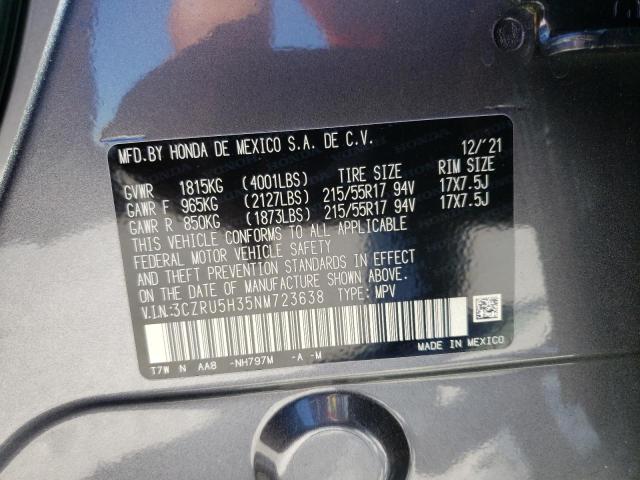 MFD.BY HONDA DE MEXICO S.A. DE C.V. 12/'21
GVWR 1815KG (4001LBS) TIRE SIZE RIM SIZE
GAWR F 965KG (2127LBS) 215/55R17 94V 17X7.5J
GAWR R 850KG (1873LBS) 215/55R17 94V 17X7.5J
THIS VEHICLE CONFORMS TO ALL APPLICABLE
FEDERAL MOTOR VEHICLE SAFETY
AND THEFT PREVENTION STANDARDS IN EFFECT
ON THE DATE OF MANUFACTURE SHOWN ABOVE.
V.I.N.:3CZRU5H35NM723638 TYPE: MPV
T7W N AA8 -NH797M -A -M MADE IN MEXICO